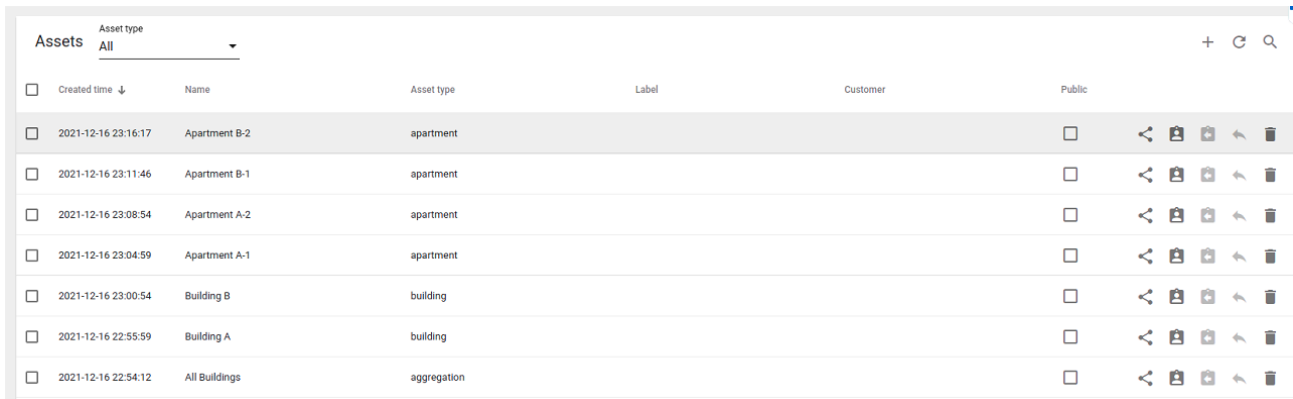 Asset type
Assets All
Created time Name Asset type Label Customer Public
2021-12-16 23:16:17 Apartment B-2 apartment
2021-12-16 23:11:46 Apartment B-1 apartment
2021-12-16 23:08:54 Apartment A-2 apartment
2021-12-16 23:04:59 Apartment A-1 apartment
2021-12-16 23:00:54 Building B building
2021-12-16 22:55:59 Building A building
2021-12-16 22:54:12 All Buildings aggregation